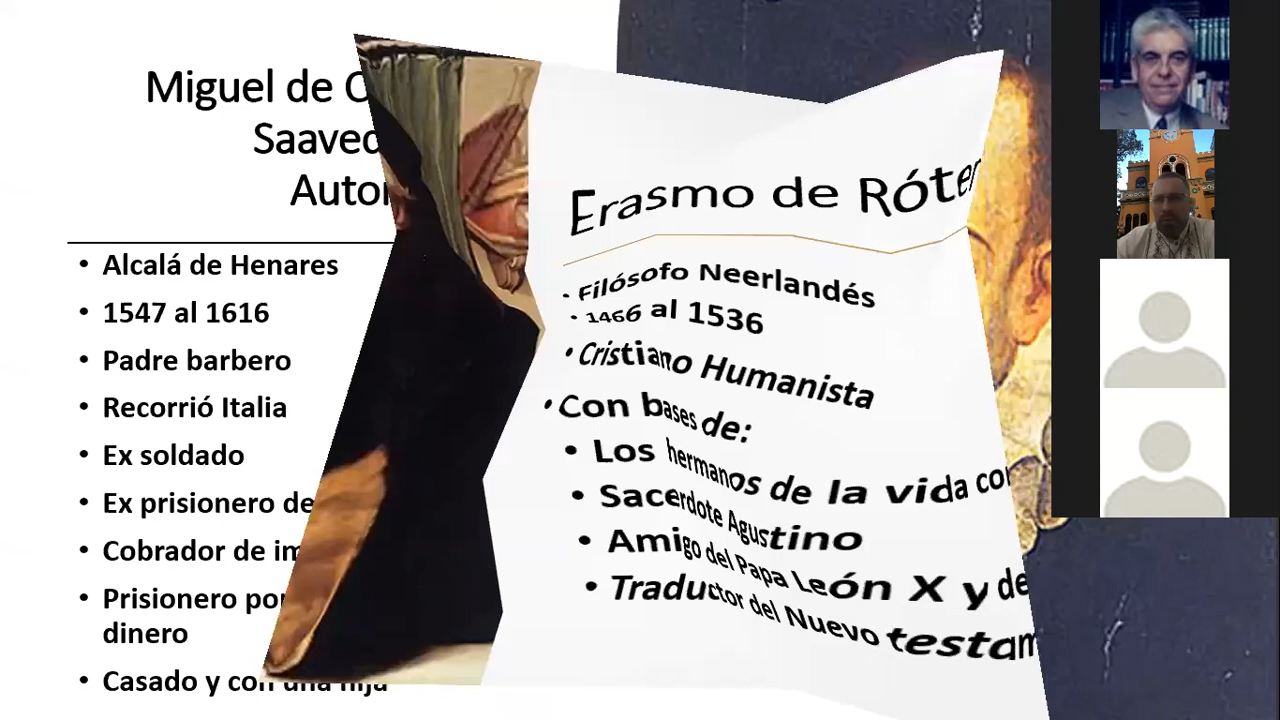 Miguel de
Saaved
Autor
• Alcalá de Henares
• 1547 al 1616
• Padre barbero
• Recorrió Italia
• Ex soldado
• Ex prisionero de
• Cobrador de im
• Prisionero por
dinero
• Casado y con una hija
Erasmo de Róter
• Filósofo Neerlandés
• 1466 al 1536
• Cristiano Humanista
• Con bases de:
• Los hermanos de la vida co
• Sacerdote Agustino
• Amigo del Papa León X y de
• Traductor del Nuevo testam